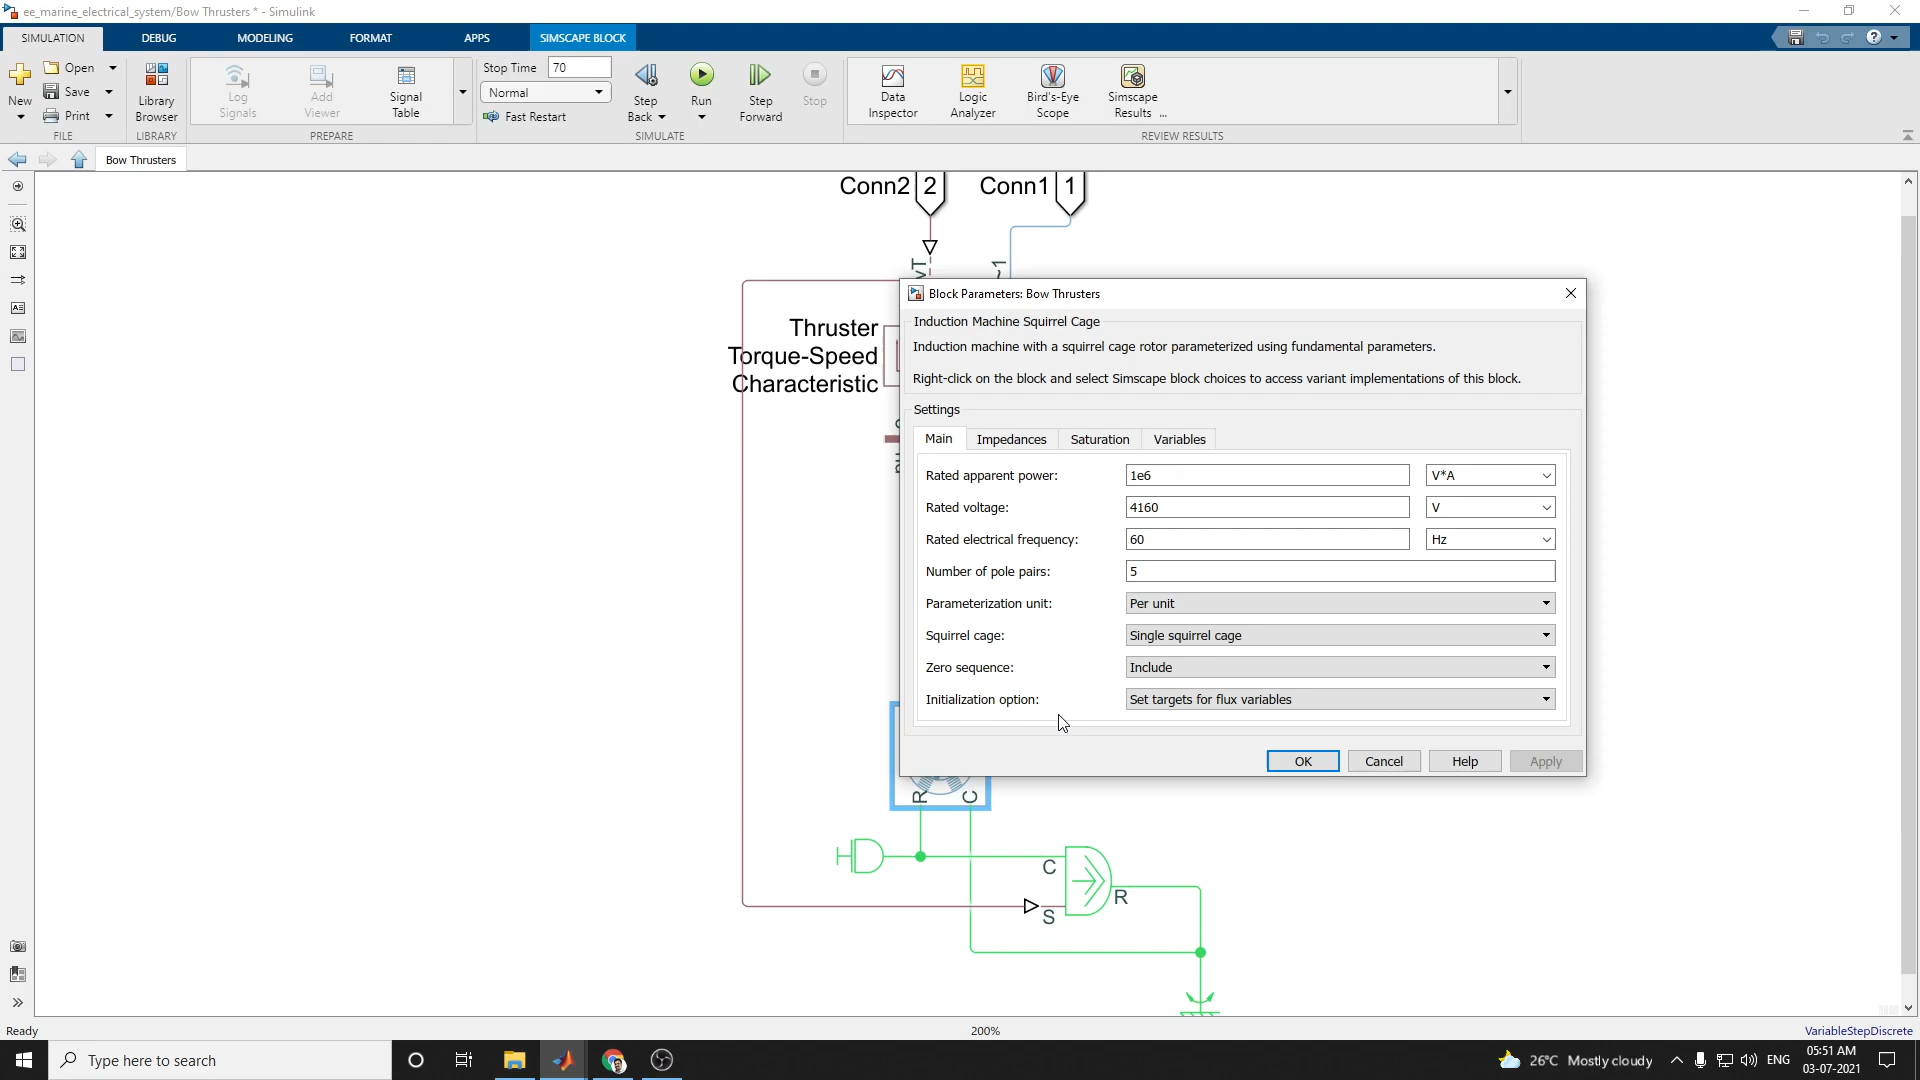 ee_marine_electrical_system/Bow Thrusters * - Simulink
SIMULATION DEBUG MODELING FORMAT APPS SIMSCAPE BLOCK
New
Open
Save
Print
FILE
Library
Browser
LIBRARY
Log
Signals
Add
Viewer
Signal
Table
PREPARE
Stop Time 70
Normal
Fast Restart
Step
Back
Run
Step
Forward
Stop
SIMULATE
Data
Inspector
Logic
Analyzer
Bird's-Eye
Scope
Simscape
Results ...
REVIEW RESULTS
Bow Thrusters
Conn2 2 Conn1 1
~1
Thruster
Torque-Speed
Characteristic
Block Parameters: Bow Thrusters
Induction Machine Squirrel Cage
Induction machine with a squirrel cage rotor parameterized using fundamental parameters.
Right-click on the block and select Simscape block choices to access variant implementations of this block.
Settings
Main Impedances Saturation Variables
Rated apparent power: 1e6 V*A
Rated voltage: 4160 V
Rated electrical frequency: 60 Hz
Number of pole pairs: 5
Parameterization unit: Per unit
Squirrel cage: Single squirrel cage
Zero sequence: Include
Initialization option: Set targets for flux variables
OK Cancel Help Apply
R C
C
R
S
Ready 200% VariableStepDiscrete
Type here to search
26°C Mostly cloudy
ENG
05:51 AM
03-07-2021